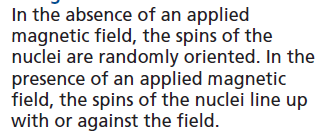 In the absence of an applied
magnetic field, the spins of the
nuclei are randomly oriented. In the
presence of an applied magnetic
field, the spins of the nuclei line up
with or against the field.